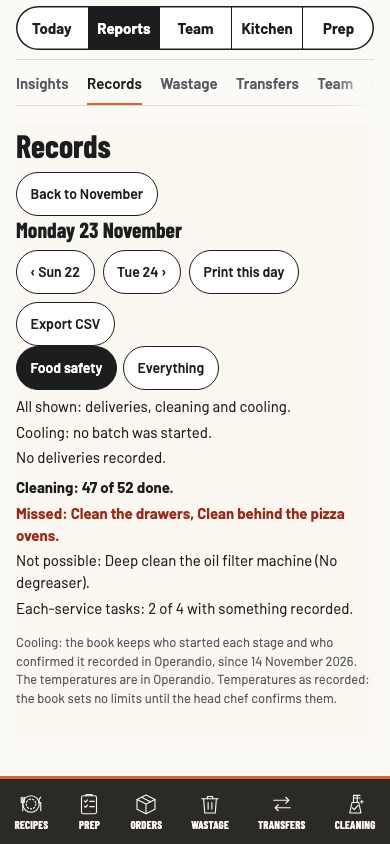 Today Reports Team Kitchen Prep
Insights Records Wastage Transfers Team
Records
Back to November
Monday 23 November
‹ Sun 22 Tue 24 › Print this day
Export CSV
Food safety Everything
All shown: deliveries, cleaning and cooling.
Cooling: no batch was started.
No deliveries recorded.
Cleaning: 47 of 52 done.
Missed: Clean the drawers, Clean behind the pizza
ovens.
Not possible: Deep clean the oil filter machine (No
degreaser).
Each-service tasks: 2 of 4 with something recorded.
Cooling: the book keeps who started each stage and who
confirmed it recorded in Operandio, since 14 November 2026.
The temperatures are in Operandio. Temperatures as recorded:
the book sets no limits until the head chef confirms them.
RECIPES PREP ORDERS WASTAGE TRANSFERS CLEANING